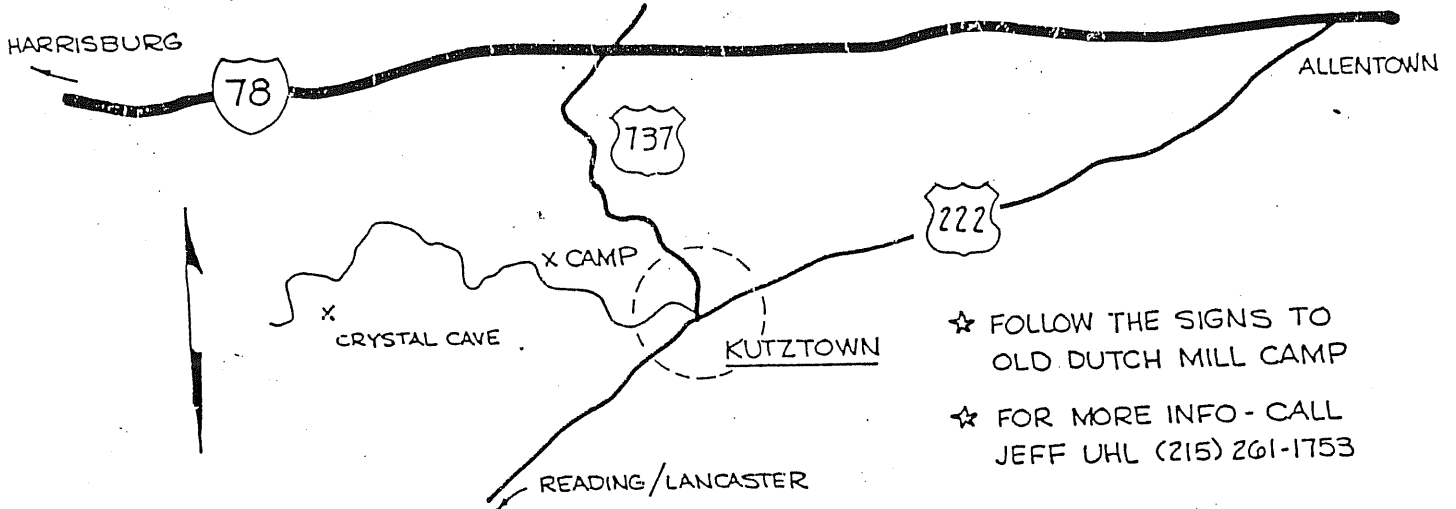 HARRISBURG
78
737
ALLENTOWN
222
X CAMP
X
CRYSTAL CAVE
KUTZTOWN
☆ FOLLOW THE SIGNS TO
OLD DUTCH MILL CAMP
☆ FOR MORE INFO - CALL
JEFF UHL (215) 261-1753
READING/LANCASTER